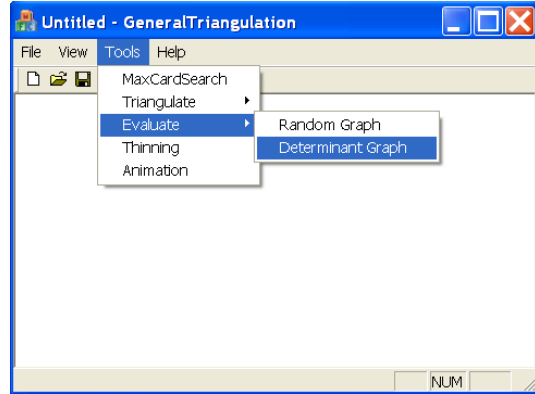 Untitled - GeneralTriangulation
File View Tools Help
MaxCardSearch
Triangulate
Evaluate
Random Graph
Thinning
Determinant Graph
Animation
NUM